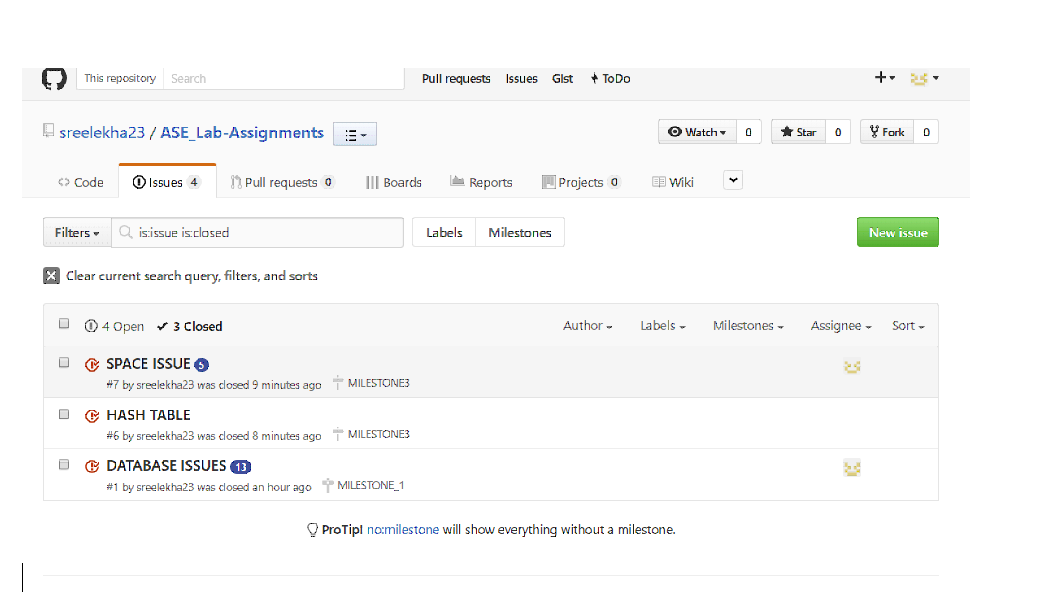 This repository Search Pull requests Issues Gist ToDo
sreelekha23 / ASE_Lab-Assignments Watch 0 Star 0 Fork 0
Code Issues 4 Pull requests 0 Boards Reports Projects 0 Wiki
Filters is:issue is:closed Labels Milestones New issue
Clear current search query, filters, and sorts
4 Open 3 Closed Author Labels Milestones Assignee Sort
SPACE ISSUE 5
#7 by sreelekha23 was closed 9 minutes ago MILESTONE3
HASH TABLE
#6 by sreelekha23 was closed 8 minutes ago MILESTONE3
DATABASE ISSUES 13
#1 by sreelekha23 was closed an hour ago MILESTONE_1
ProTip! no:milestone will show everything without a milestone.